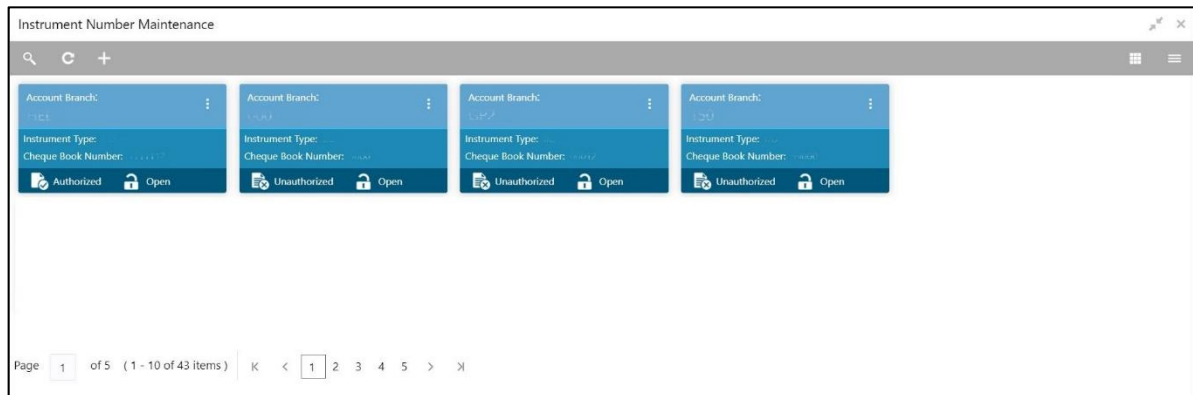 Instrument Number Maintenance
Account Branch: Account Branch: Account Branch: Account Branch:
Instrument Type: Instrument Type: Instrument Type: Instrument Type:
Cheque Book Number: Cheque Book Number: Cheque Book Number: Cheque Book Number:
Authorized Open Unauthorized Open Unauthorized Open Unauthorized Open
Page 1 of 5 ( 1 - 10 of 43 items ) 1 2 3 4 5